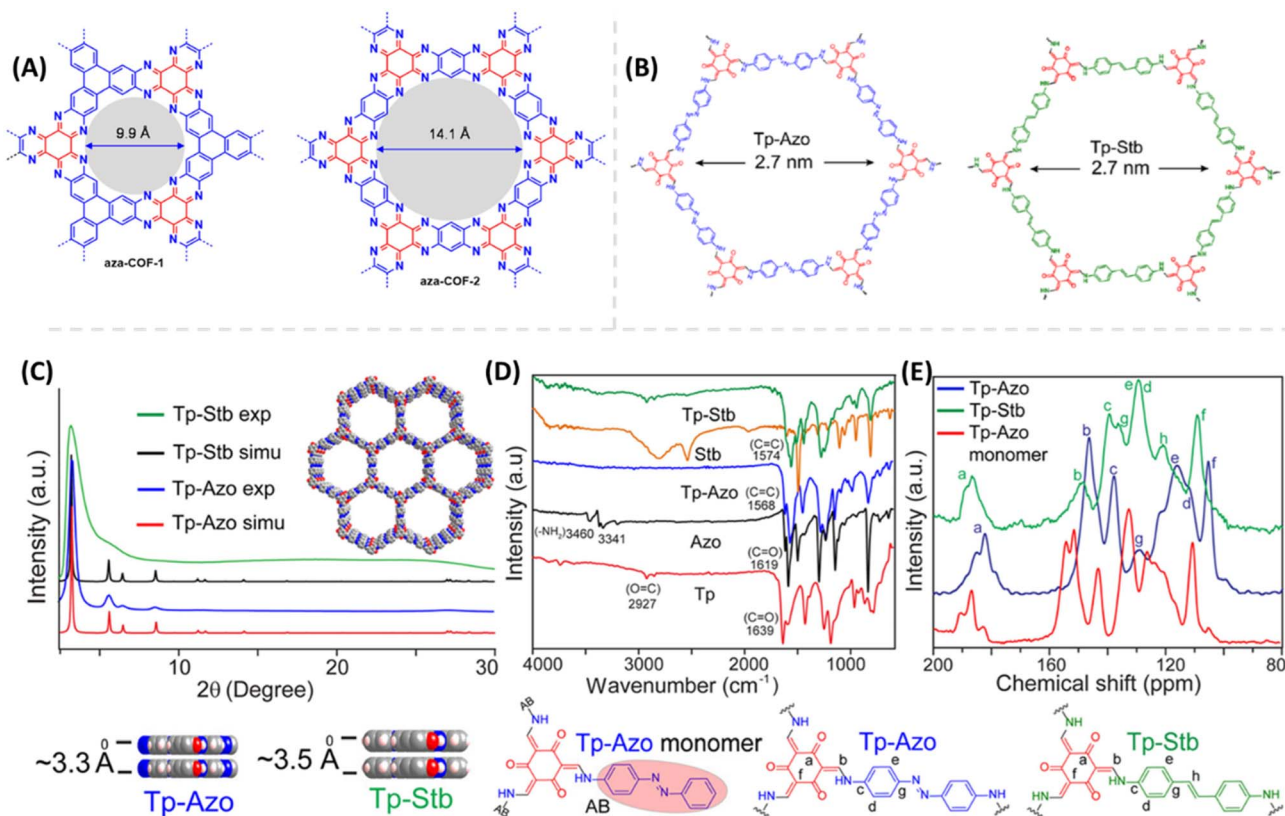 (A)
9.9 Å
aza-COF-1
14.1 Å
aza-COF-2
(B)
Tp-Azo
2.7 nm
Tp-Stb
2.7 nm
(C)
Intensity (a.u.)
Tp-Stb exp
Tp-Stb simu
Tp-Azo exp
Tp-Azo simu
10 20 30
2θ (Degree)
(D)
Intensity (a.u)
Tp-Stb
Stb
(C=C)
1574
Tp-Azo
(C=C)
1568
(-NH₂)3460
3341
Azo
(C=O)
1619
(O=C)
2927
Tp
(C=O)
1639
4000 3000 2000 1000
Wavenumber (cm⁻¹)
(E)
Intensity (a.u.)
Tp-Azo
Tp-Stb
Tp-Azo
monomer
a b c g e d h f
a b c g e d f
200 160 120 80
Chemical shift (ppm)
~3.3 Å
Tp-Azo
~3.5 Å
Tp-Stb
Tp-Azo monomer
AB
NH
O
HN
N
AB
Tp-Azo
a b c d e f g
Tp-Stb
a b c d e f g h